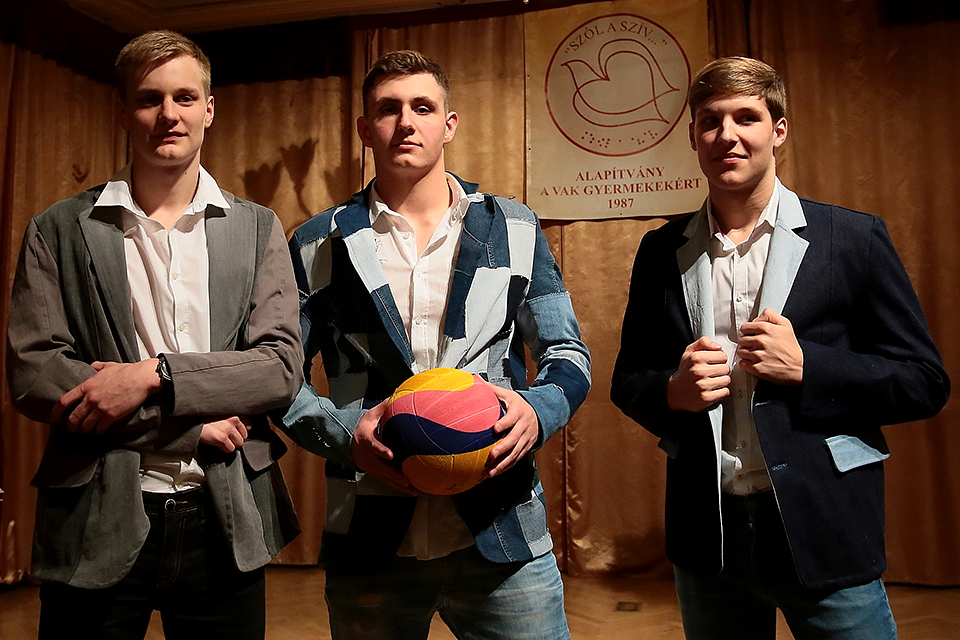 "SZÓL A SZÍV..."
ALAPÍTVÁNY
A VAK GYERMEKEKÉRT
1987